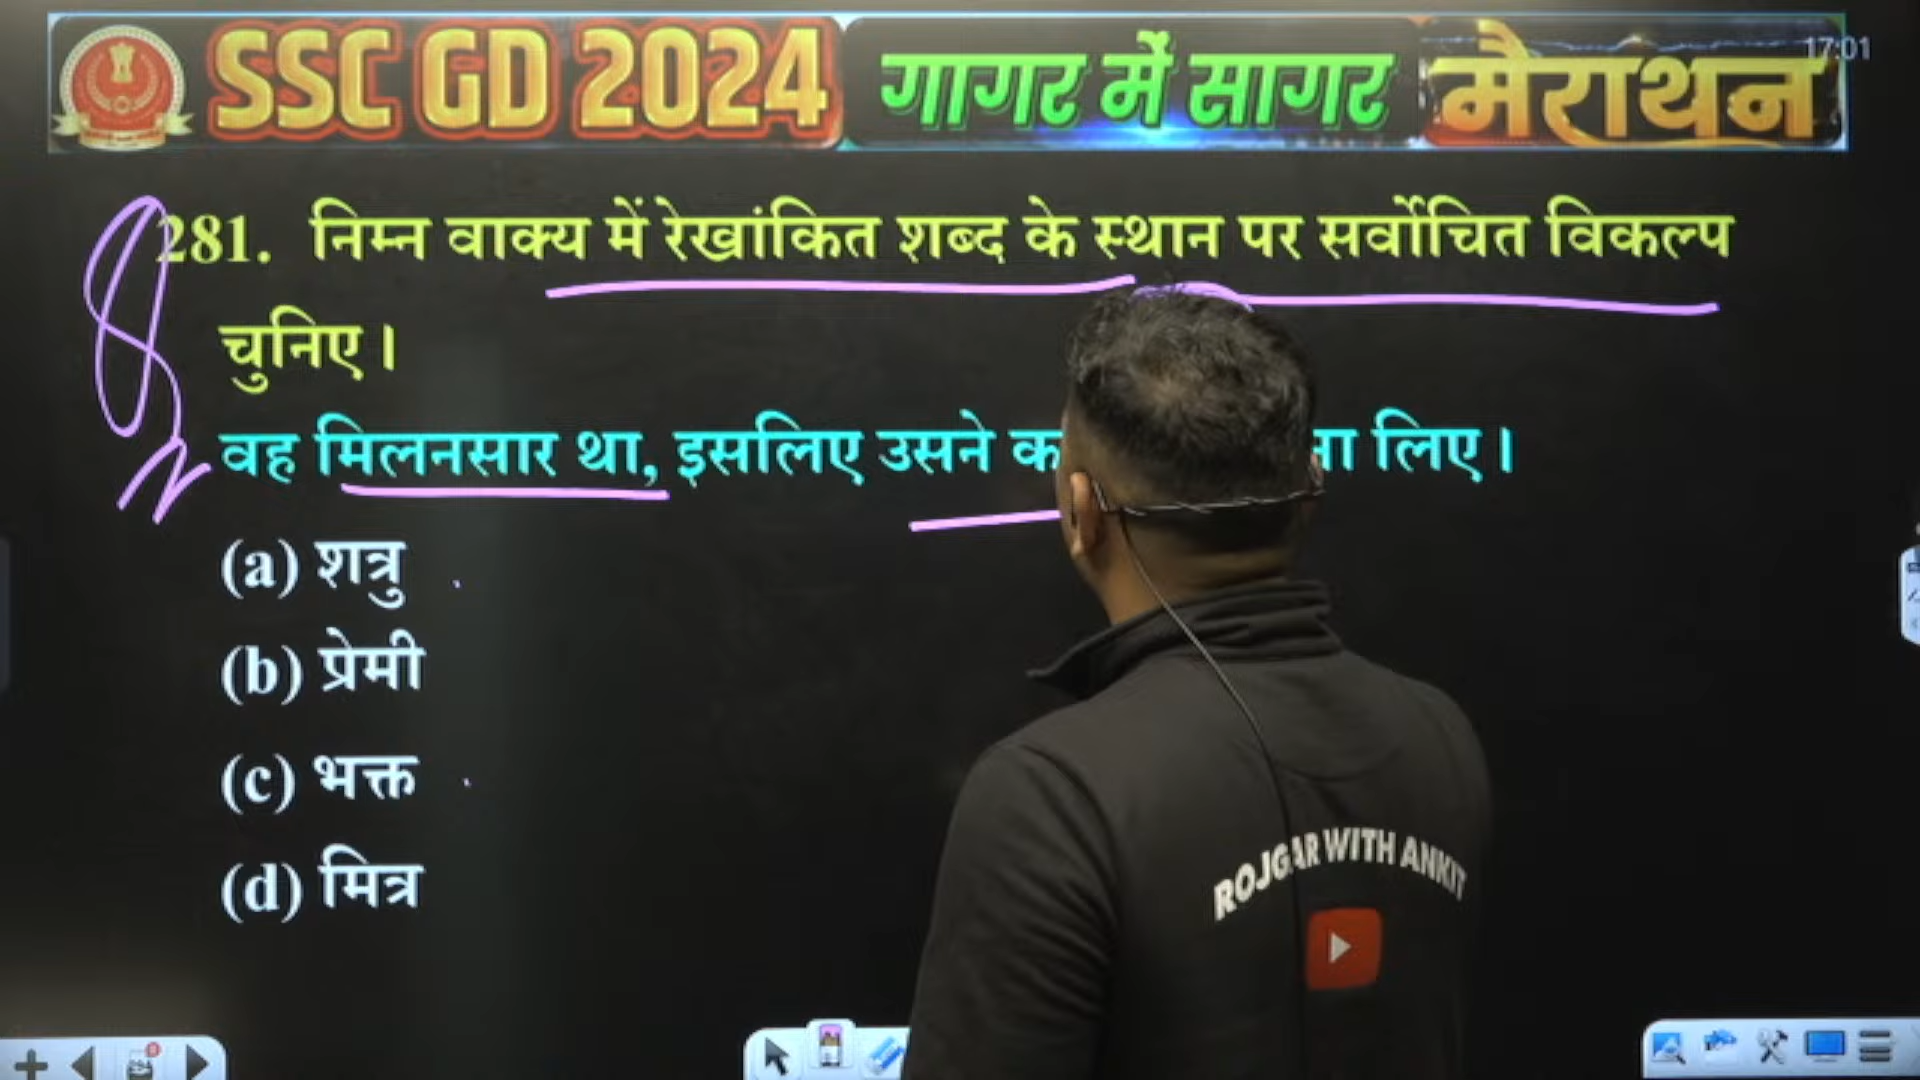 SSC GD 2024 गागर में सागर मैराथन
17:01
281. निम्न वाक्य में रेखांकित शब्द के स्थान पर सर्वोचित विकल्प
चुनिए।
वह मिलनसार था, इसलिए उसने लिए।
(a) शत्रु
(b) प्रेमी
(c) भक्त
(d) मित्र
ROJGAR WITH ANKIT